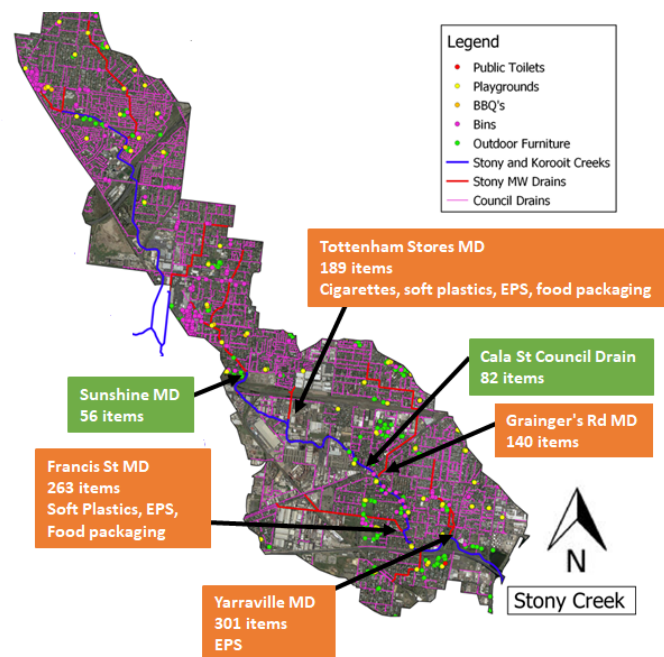 Legend
Public Toilets
Playgrounds
BBQ's
Bins
Outdoor Furniture
Stony and Korooit Creeks
Stony MW Drains
Council Drains
Tottenham Stores MD
189 items
Cigarettes, soft plastics, EPS, food packaging
Cala St Council Drain
82 items
Sunshine MD
56 items
Grainger's Rd MD
140 items
Francis St MD
263 items
Soft Plastics, EPS,
Food packaging
N
Yarraville MD
301 items
EPS
Stony Creek